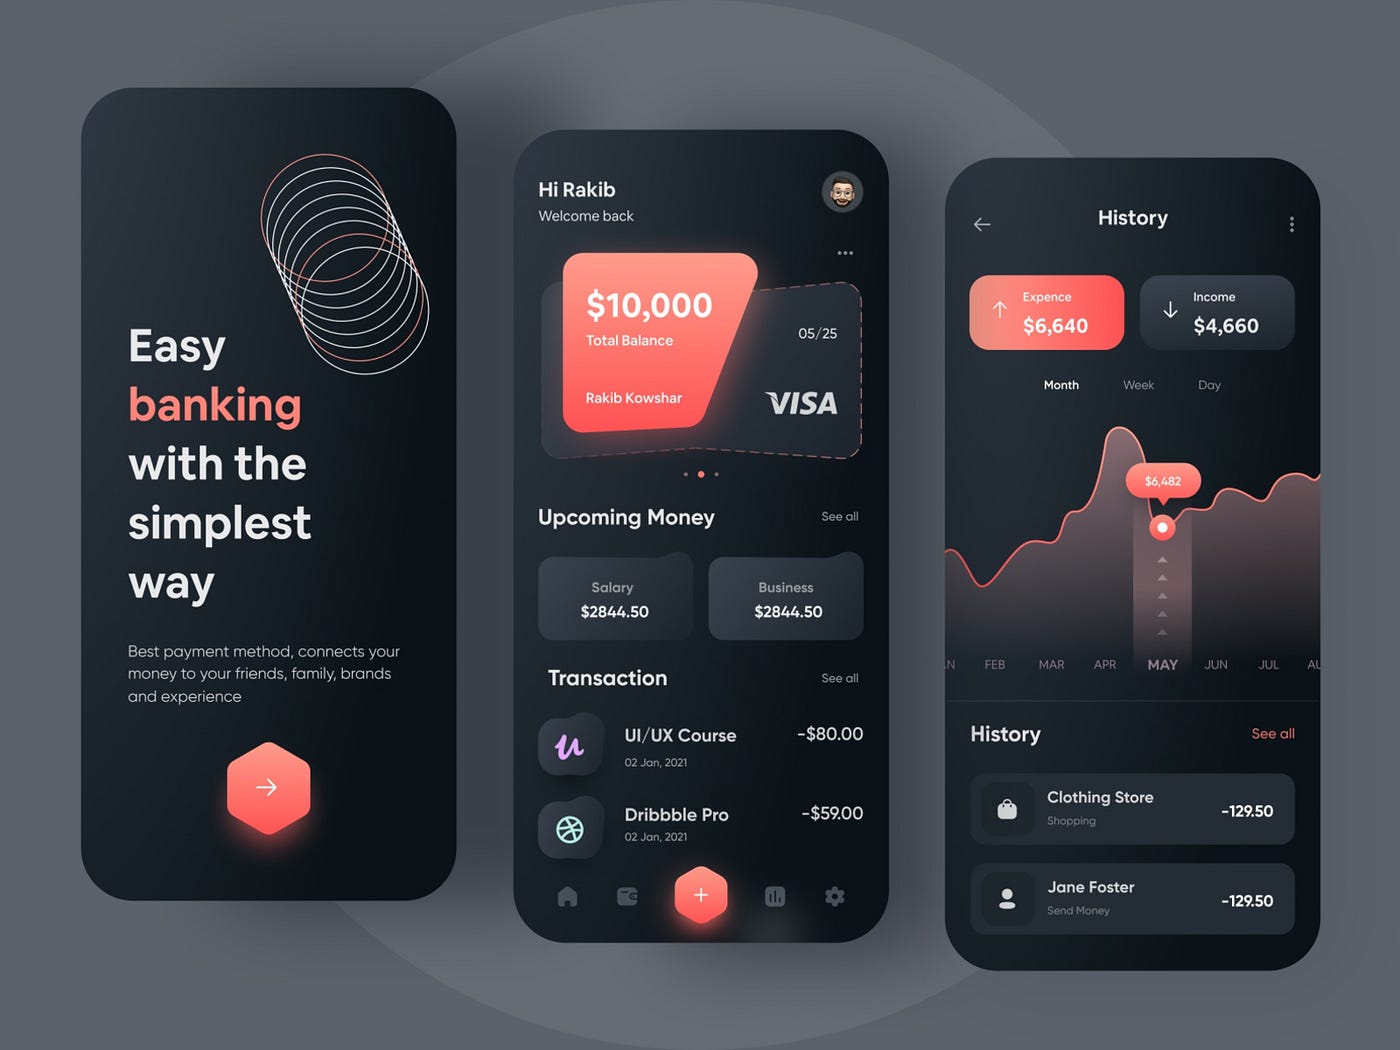 Easy
banking
with the
simplest
way
Best payment method, connects your
money to your friends, family, brands
and experience
Hi Rakib
Welcome back
$10,000
Total Balance
05/25
Rakib Kowshar
VISA
Upcoming Money
See all
Salary
$2844.50
Business
$2844.50
Transaction
See all
UI/UX Course
-$80.00
02 Jan, 2021
Dribbble Pro
-$59.00
02 Jan, 2021
History
Expence
$6,640
Income
$4,660
Month Week Day
$6,482
FEB MAR APR MAY JUN JUL
History
See all
Clothing Store
Shopping
-129.50
Jane Foster
Send Money
-129.50